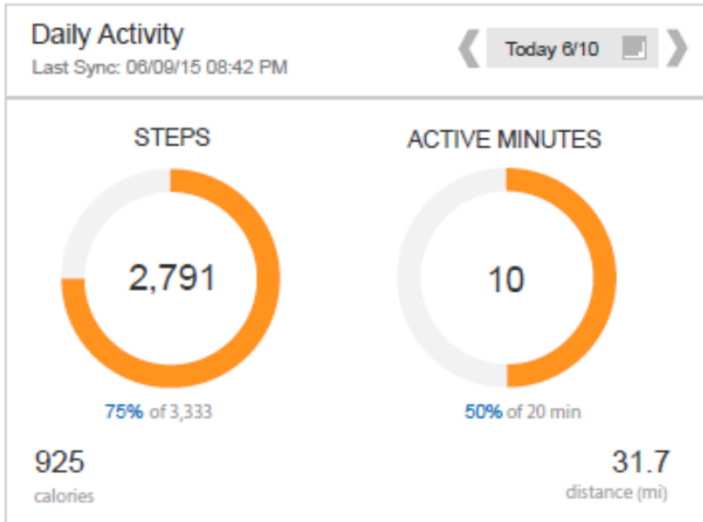 Daily Activity
Last Sync: 06/09/15 08:42 PM
Today 6/10
STEPS
ACTIVE MINUTES
2,791
10
75% of 3,333
50% of 20 min
925
31.7
calories
distance (mi)